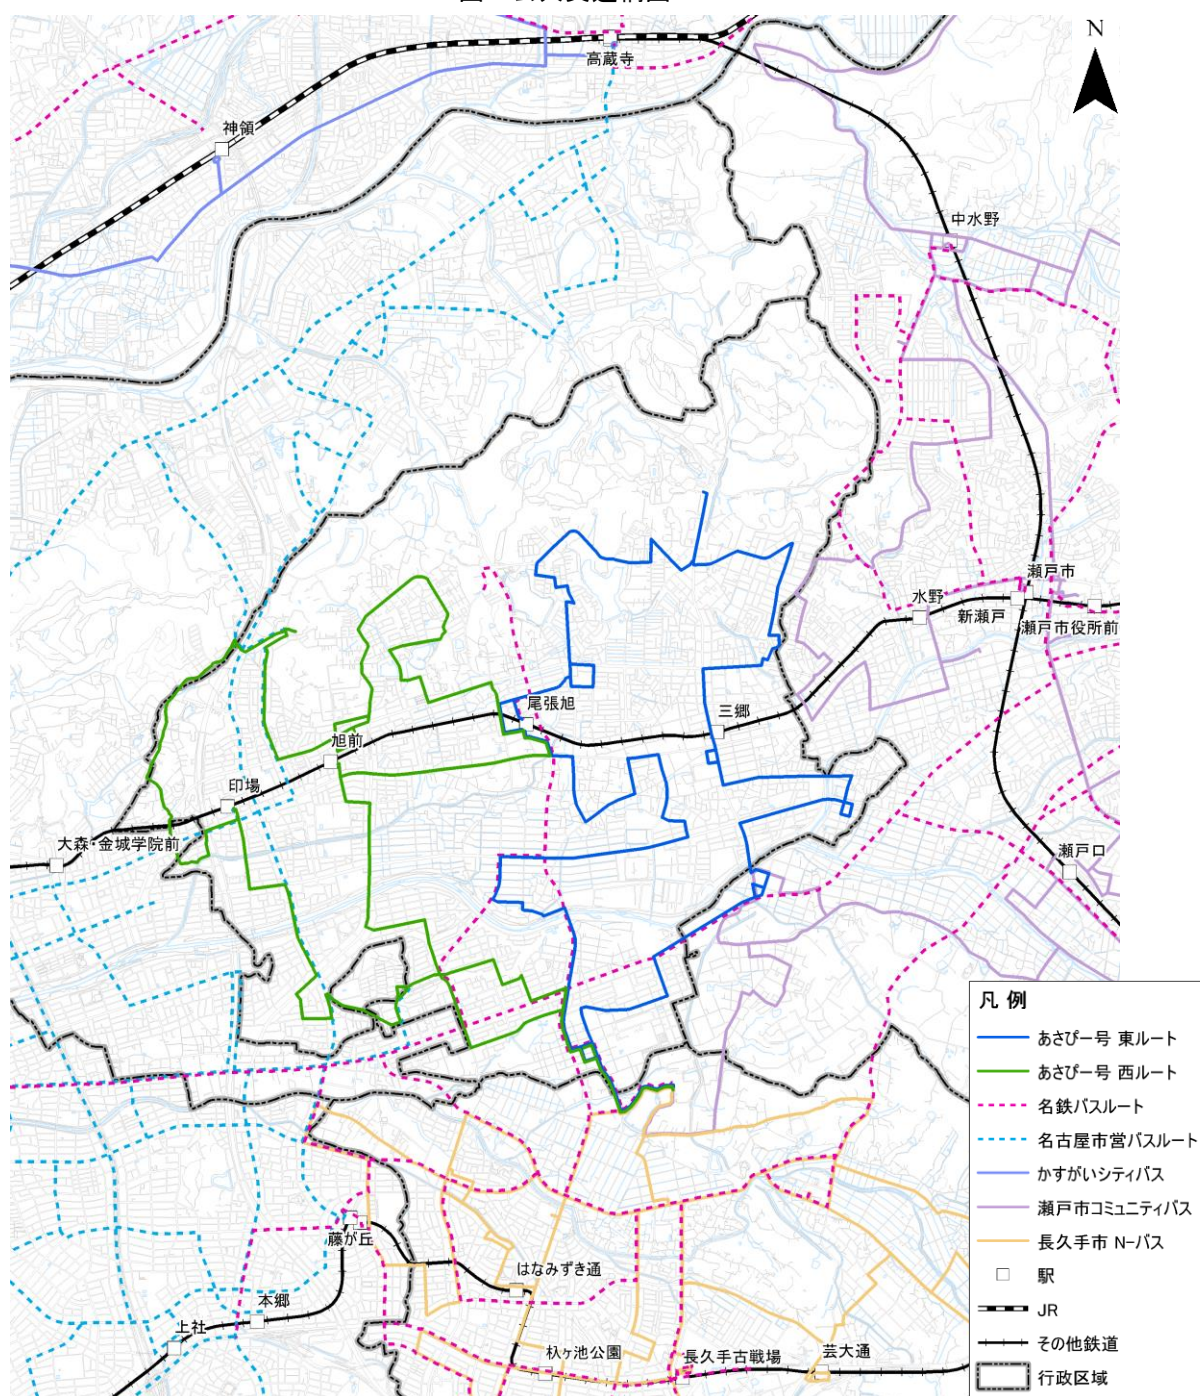 N
高蔵寺
神領
中水野
瀬戸市
水野
新瀬戸
瀬戸市役所前
尾張旭
三郷
旭前
印場
大森・金城学院前
瀬戸口
藤が丘
はなみずき通
本郷
上社
杁ヶ池公園
長久手古戦場
芸大通
凡 例
あさぴー号 東ルート
あさぴー号 西ルート
名鉄バスルート
名古屋市営バスルート
かすがいシティバス
瀬戸市コミュニティバス
長久手市 N-バス
駅
JR
その他鉄道
行政区域